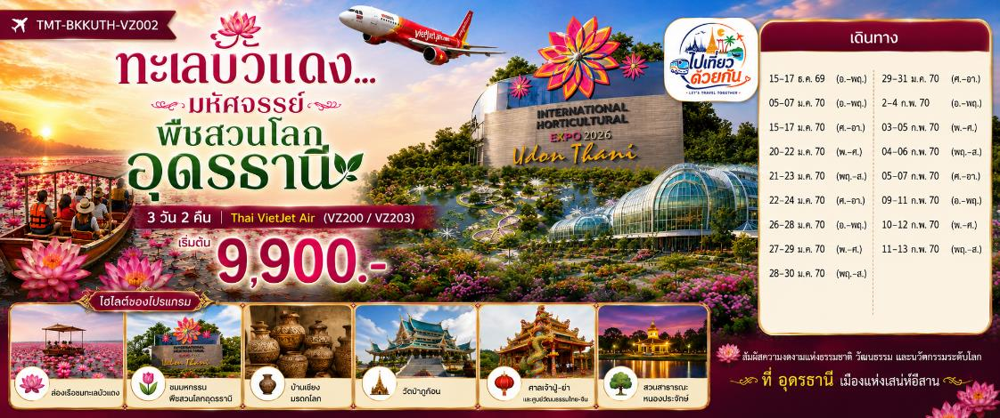 TMT-BKKUTH-VZ002
ทะเลบัวแดง...
มหัศจรรย์
พืชสวนโลก
อุดรธานี
3 วัน 2 คืน | Thai VietJet Air (VZ200 / VZ203)
เริ่มต้น
9,900.-
vietjetair.com
INTERNATIONAL
HORTICULTURAL
EXPO 2026
Udon Thani
ไปเที่ยว
ด้วยกัน
LET'S TRAVEL TOGETHER
เดินทาง
15-17 ธ.ค. 69 (อ.-พฤ.)
05-07 ม.ค. 70 (อ.-พฤ.)
15-17 ม.ค. 70 (ศ.-อา.)
20-22 ม.ค. 70 (พ.-ศ.)
21-23 ม.ค. 70 (พฤ.-ส.)
22-24 ม.ค. 70 (ศ.-อา.)
26-28 ม.ค. 70 (อ.-พฤ.)
27-29 ม.ค. 70 (พ.-ศ.)
28-30 ม.ค. 70 (พฤ.-ส.)
29-31 ม.ค. 70 (ศ.-อา.)
2-4 ก.พ. 70 (อ.-พฤ.)
03-05 ก.พ. 70 (พ.-ศ.)
04-06 ก.พ. 70 (พฤ.-ส.)
05-07 ก.พ. 70 (ศ.-อา.)
09-11 ก.พ. 70 (อ.-พฤ.)
10-12 ก.พ. 70 (พ.-ศ.)
11-13 ก.พ. 70 (พฤ.-ส.)
ไฮไลต์ของโปรแกรม
ล่องเรือชมทะเลบัวแดง
INTERNATIONAL
HORTICULTURAL
Udon Thani
ชมมหกรรม
พืชสวนโลกอุดรธานี
บ้านเชียง
มรดกโลก
วัดป่าภูก้อน
ศาลเจ้าปู่-ย่า
และศูนย์วัฒนธรรมไทย-จีน
สวนสาธารณะ
หนองประจักษ์
สัมผัสความงดงามแห่งธรรมชาติ วัฒนธรรม และนวัตกรรมระดับโลก
ที่ อุดรธานี เมืองแห่งเสน่ห์อีสาน